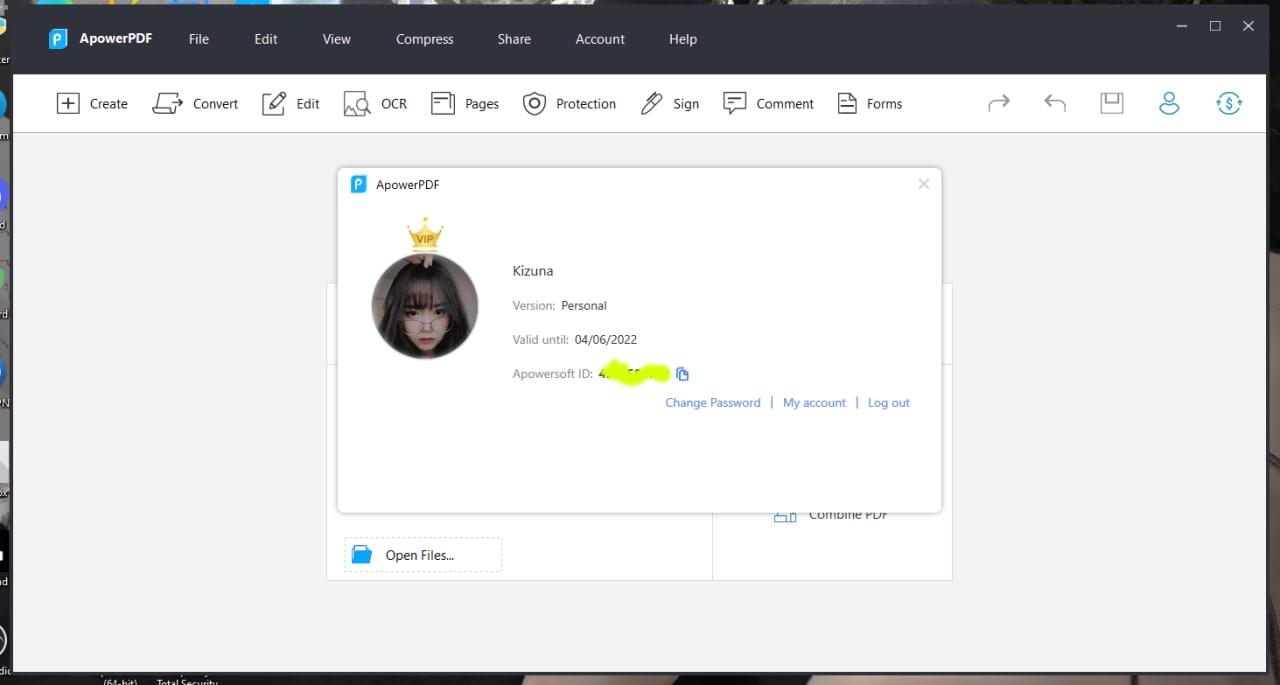 ApowerPDF File Edit View Compress Share Account Help
Create Convert Edit OCR Pages Protection Sign Comment Forms
ApowerPDF
VIP
Kizuna
Version: Personal
Valid until: 04/06/2022
Apowersoft ID:
Change Password | My account | Log out
Combine PDF
Open Files...
(64-bit) Total Security